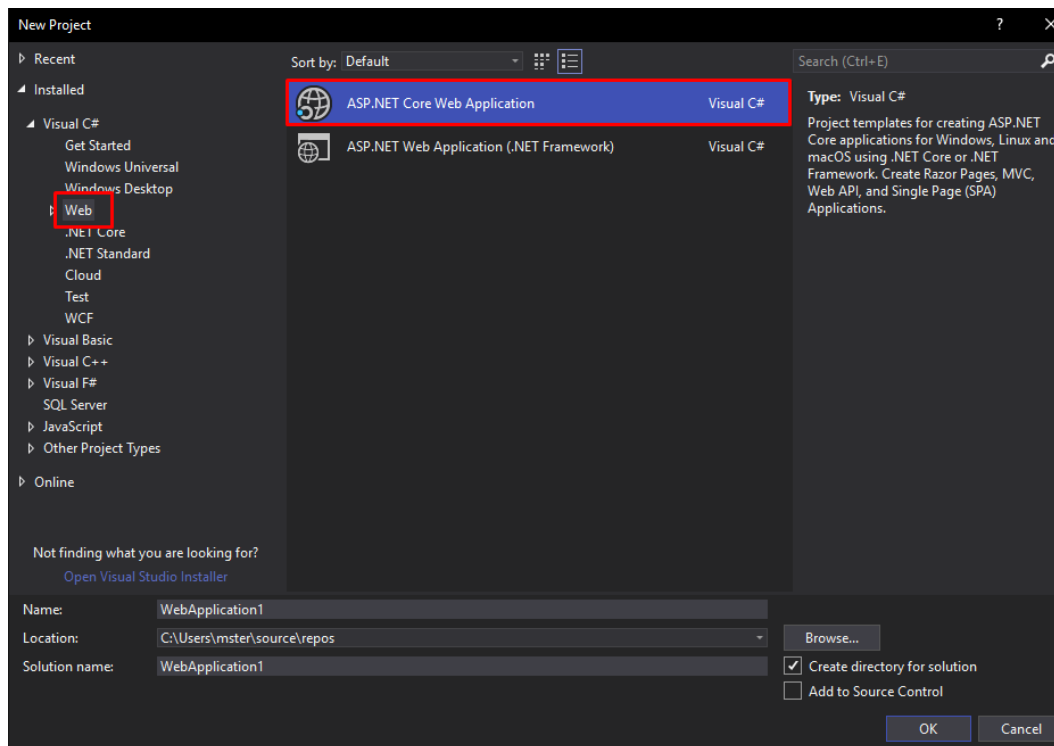 New Project
?
Recent
Installed
Visual C#
Get Started
Windows Universal
Windows Desktop
Web
.NET Core
.NET Standard
Cloud
Test
WCF
Visual Basic
Visual C++
Visual F#
SQL Server
JavaScript
Other Project Types
Online
Not finding what you are looking for?
Open Visual Studio Installer
Sort by: Default
ASP.NET Core Web Application Visual C#
ASP.NET Web Application (.NET Framework) Visual C#
Search (Ctrl+E)
Type: Visual C#
Project templates for creating ASP.NET
Core applications for Windows, Linux and
macOS using .NET Core or .NET
Framework. Create Razor Pages, MVC,
Web API, and Single Page (SPA)
Applications.
Name: WebApplication1
Location: C:\Users\mster\source\repos
Browse...
Solution name: WebApplication1
Create directory for solution
Add to Source Control
OK Cancel